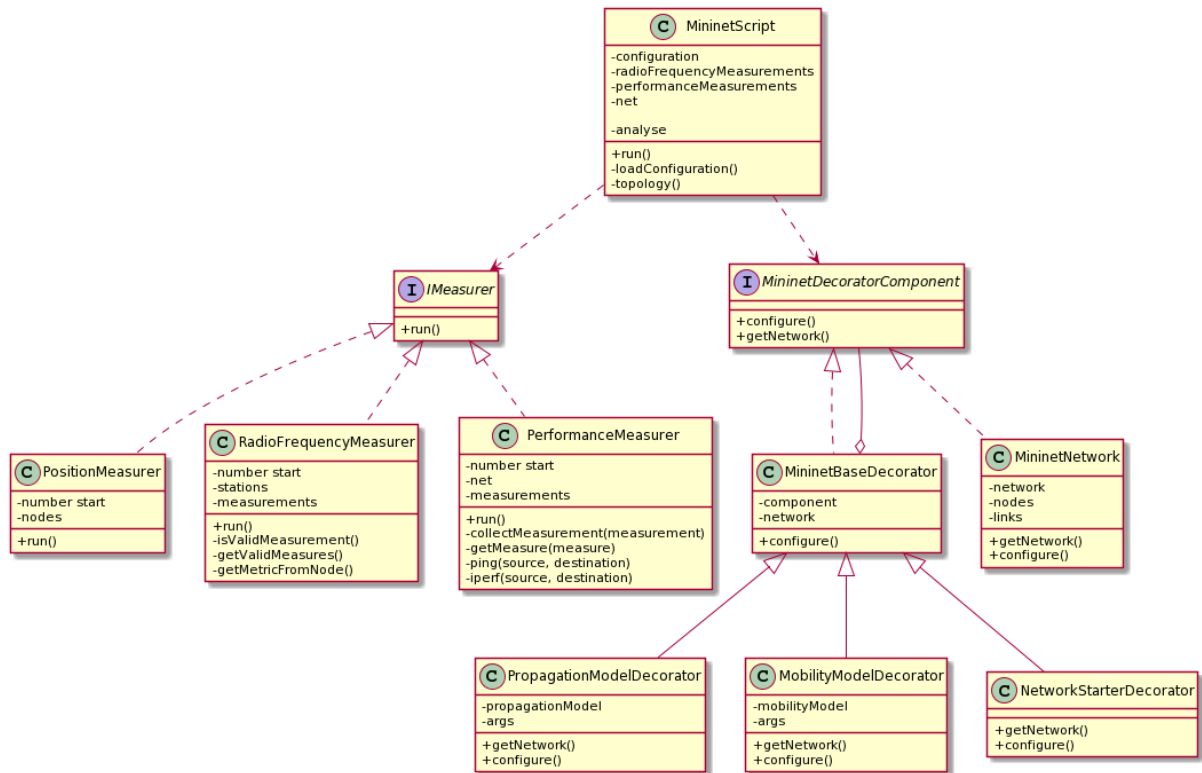 C MininetScript
-configuration
-radioFrequencyMeasurements
-performanceMeasurements
-net
-analyse
+run()
-loadConfiguration()
-topology()
I IMeasurer
+run()
I MininetDecoratorComponent
+configure()
+getNetwork()
C PositionMeasurer
-number start
-nodes
+run()
C RadioFrequencyMeasurer
-number start
-stations
-measurements
+run()
-isValidMeasurement()
-getValidMeasures()
-getMetricFromNode()
C PerformanceMeasurer
-number start
-net
-measurements
+run()
-collectMeasurement(measurement)
-getMeasure(measure)
-ping(source, destination)
-iperf(source, destination)
C MininetBaseDecorator
-component
-network
+configure()
C MininetNetwork
-network
-nodes
-links
+getNetwork()
+configure()
C PropagationModelDecorator
-propagationModel
-args
+getNetwork()
+configure()
C MobilityModelDecorator
-mobilityModel
-args
+getNetwork()
+configure()
C NetworkStarterDecorator
+getNetwork()
+configure()